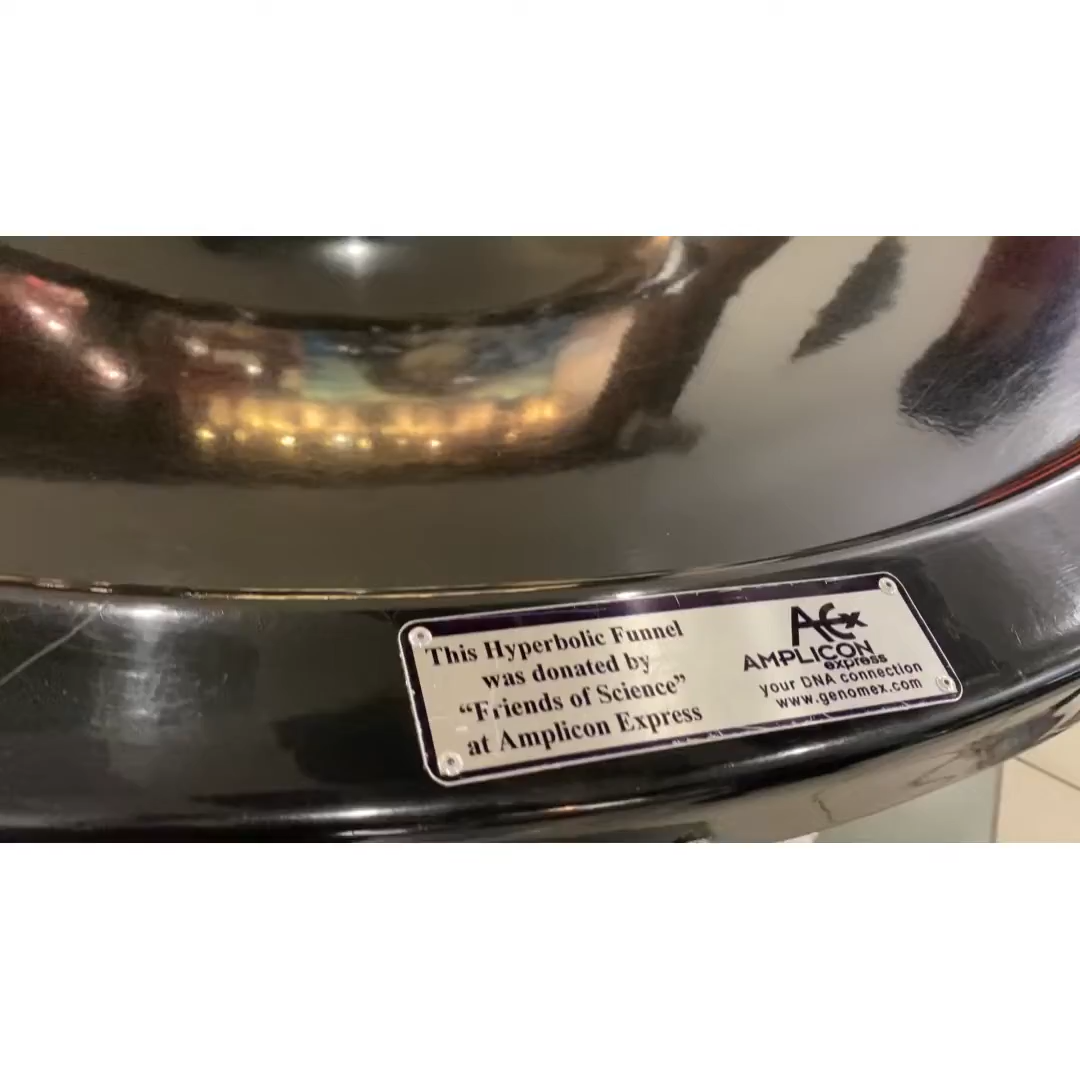 This Hyperbolic Funnel
was donated by
“Friends of Science”
at Amplicon Express
AEx
AMPLICON
express
your DNA connection
www.genomex.com